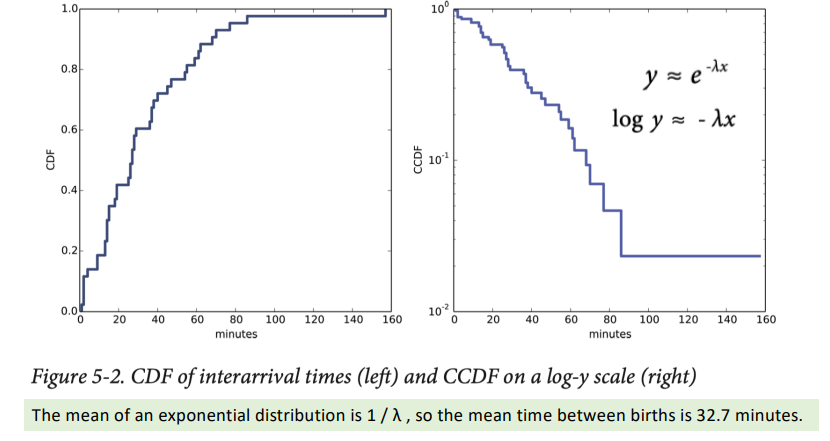 1.0
0.8
0.6
0.4
0.2
0.0
CDF
0 20 40 60 80 100 120 140 160
minutes
10⁰
10⁻¹
10⁻²
CCDF
y ≈ e^-λx
log y ≈ - λx
0 20 40 60 80 100 120 140 160
minutes
Figure 5-2. CDF of interarrival times (left) and CCDF on a log-y scale (right)
The mean of an exponential distribution is 1 / λ , so the mean time between births is 32.7 minutes.